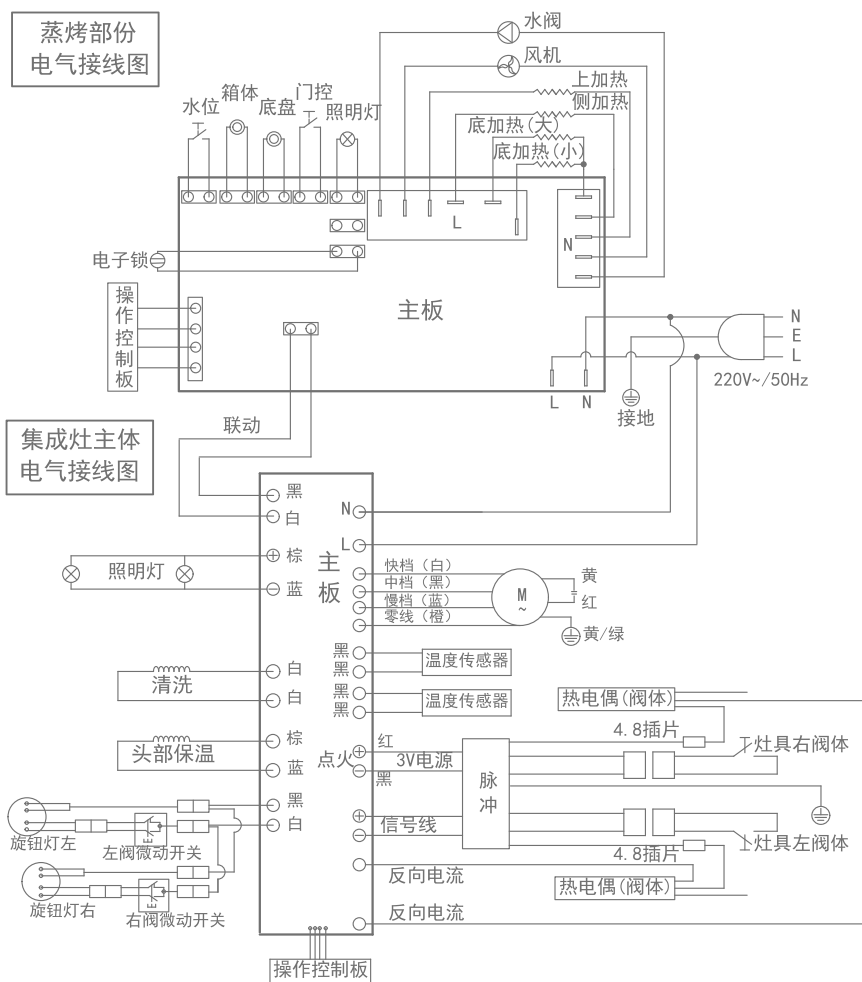 蒸烤部份
电气接线图
水阀
风机
上加热
侧加热
底加热(大)
底加热(小)
水位
箱体
底盘
门控
照明灯
L
N
电子锁
操作控制板
主板
N
E
L
220V~/50Hz
L
N
接地
联动
集成灶主体
电气接线图
黑
白
棕
蓝
照明灯
主板
N
L
快档（白）
中档（黑）
慢档（蓝）
零线（橙）
M
~
黄
红
黄/绿
黑
黑
温度传感器
黑
黑
温度传感器
白
清洗
白
棕
头部保温
蓝
点火
红
3V电源
黑
脉冲
信号线
热电偶(阀体)
4.8插片
灶具右阀体
灶具左阀体
4.8插片
热电偶(阀体)
反向电流
反向电流
黑
白
旋钮灯左
左阀微动开关
旋钮灯右
右阀微动开关
操作控制板